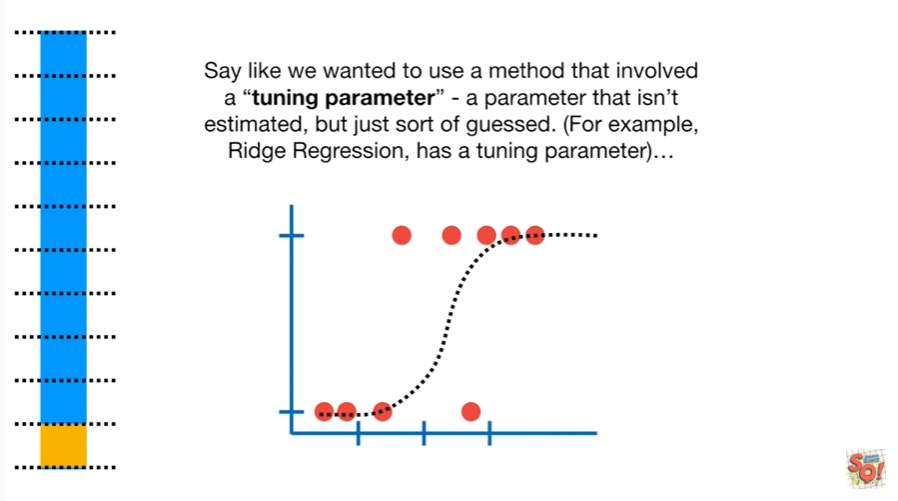 Say like we wanted to use a method that involved
a “tuning parameter” - a parameter that isn’t
estimated, but just sort of guessed. (For example,
Ridge Regression, has a tuning parameter)…
SQ!